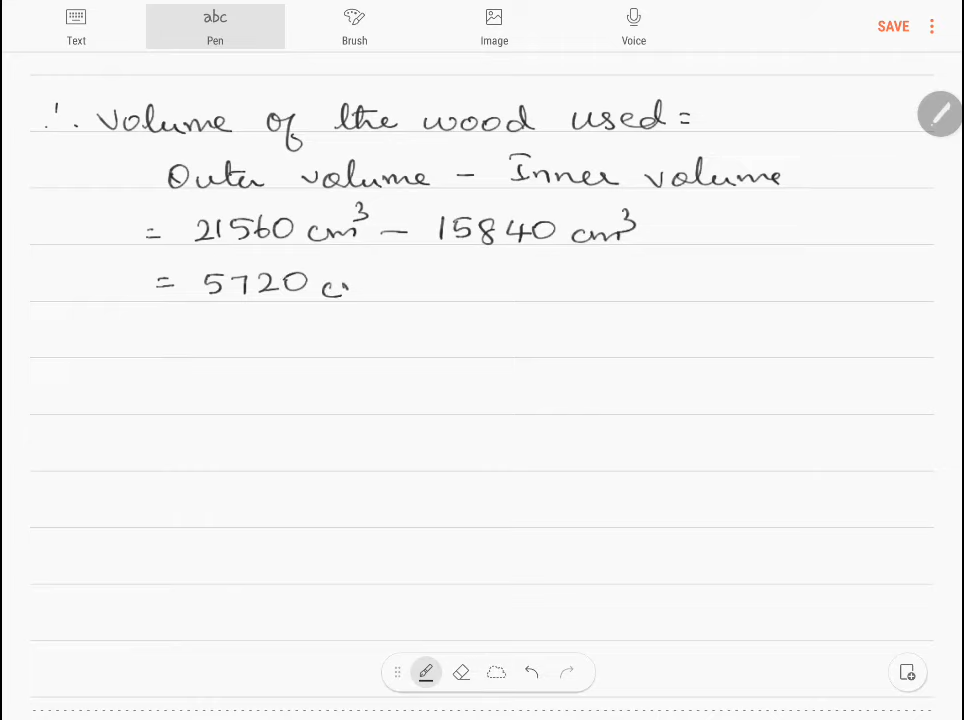 Text
abc
Pen
Brush
Image
Voice
SAVE
∴ Volume of the wood used =
Outer volume - Inner volume
= 21560 cm³ - 15840 cm³
= 5720 c